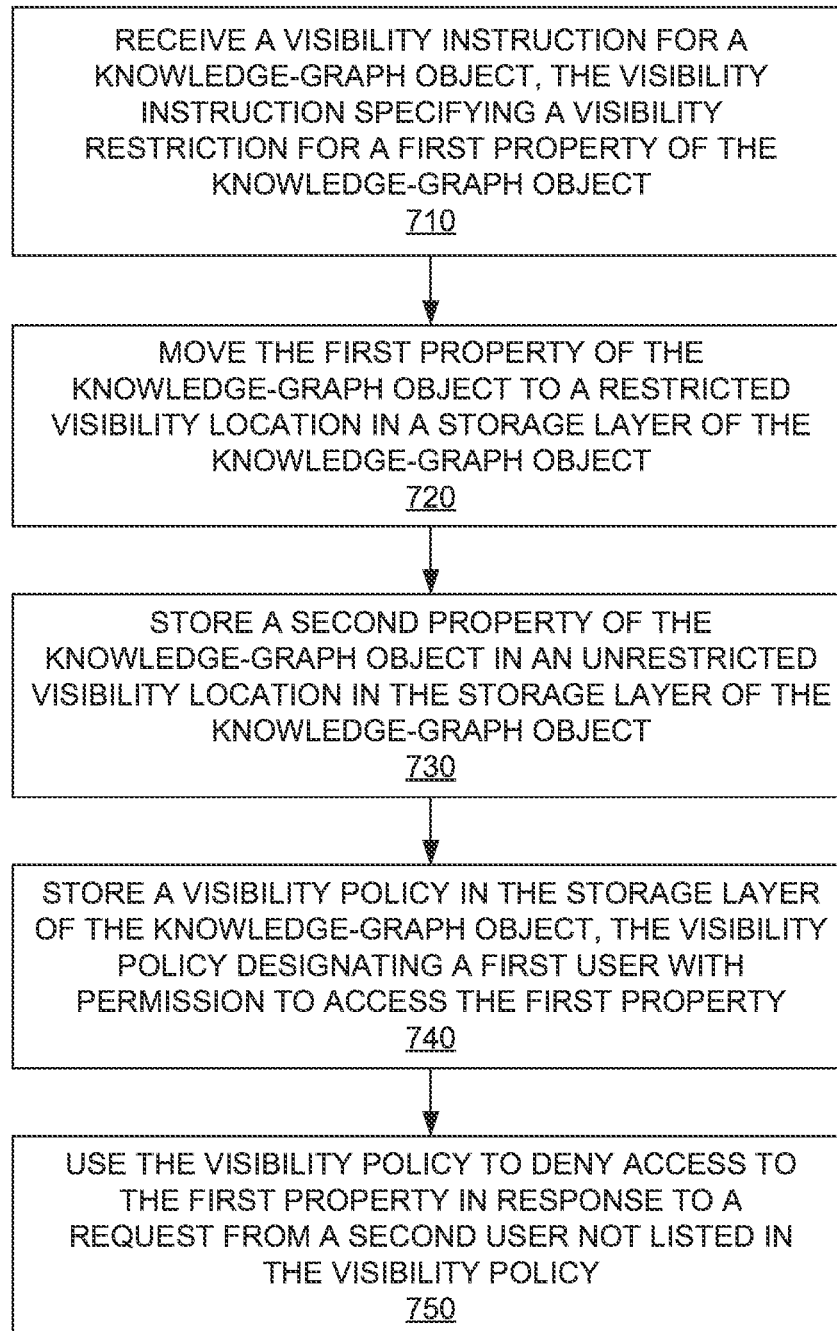 RECEIVE A VISIBILITY INSTRUCTION FOR A
KNOWLEDGE-GRAPH OBJECT, THE VISIBILITY
INSTRUCTION SPECIFYING A VISIBILITY
RESTRICTION FOR A FIRST PROPERTY OF THE
KNOWLEDGE-GRAPH OBJECT
710
MOVE THE FIRST PROPERTY OF THE
KNOWLEDGE-GRAPH OBJECT TO A RESTRICTED
VISIBILITY LOCATION IN A STORAGE LAYER OF THE
KNOWLEDGE-GRAPH OBJECT
720
STORE A SECOND PROPERTY OF THE
KNOWLEDGE-GRAPH OBJECT IN AN UNRESTRICTED
VISIBILITY LOCATION IN THE STORAGE LAYER OF THE
KNOWLEDGE-GRAPH OBJECT
730
STORE A VISIBILITY POLICY IN THE STORAGE LAYER
OF THE KNOWLEDGE-GRAPH OBJECT, THE VISIBILITY
POLICY DESIGNATING A FIRST USER WITH
PERMISSION TO ACCESS THE FIRST PROPERTY
740
USE THE VISIBILITY POLICY TO DENY ACCESS TO
THE FIRST PROPERTY IN RESPONSE TO A
REQUEST FROM A SECOND USER NOT LISTED IN
THE VISIBILITY POLICY
750